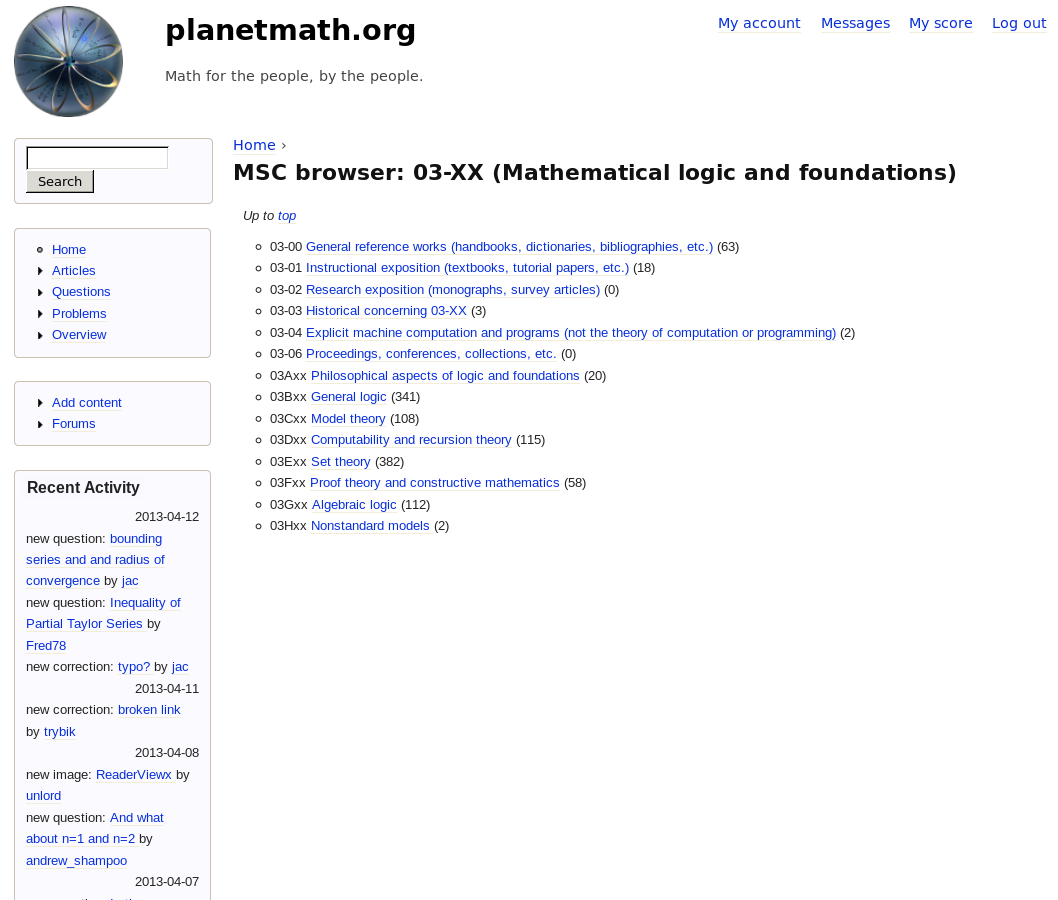 planetmath.org
Math for the people, by the people.
My account Messages My score Log out
Search
Home
Articles
Questions
Problems
Overview
Add content
Forums
Recent Activity
2013-04-12
new question: bounding
series and and radius of
convergence by jac
new question: Inequality of
Partial Taylor Series by
Fred78
new correction: typo? by jac
2013-04-11
new correction: broken link
by trybik
2013-04-08
new image: ReaderViewx by
unlord
new question: And what
about n=1 and n=2 by
andrew_shampoo
2013-04-07
Home ›
MSC browser: 03-XX (Mathematical logic and foundations)
Up to top
03-00 General reference works (handbooks, dictionaries, bibliographies, etc.) (63)
03-01 Instructional exposition (textbooks, tutorial papers, etc.) (18)
03-02 Research exposition (monographs, survey articles) (0)
03-03 Historical concerning 03-XX (3)
03-04 Explicit machine computation and programs (not the theory of computation or programming) (2)
03-06 Proceedings, conferences, collections, etc. (0)
03Axx Philosophical aspects of logic and foundations (20)
03Bxx General logic (341)
03Cxx Model theory (108)
03Dxx Computability and recursion theory (115)
03Exx Set theory (382)
03Fxx Proof theory and constructive mathematics (58)
03Gxx Algebraic logic (112)
03Hxx Nonstandard models (2)